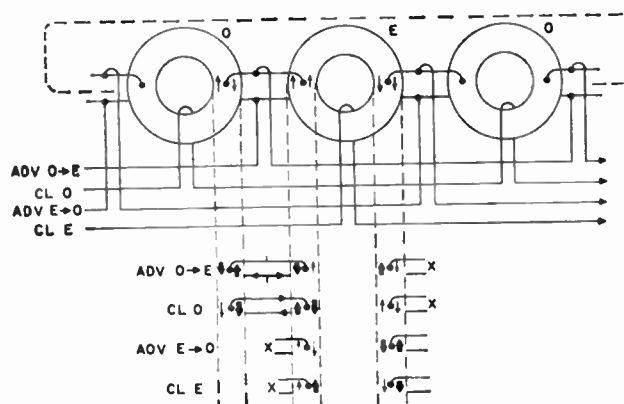 O E O
ADV O→E
CL O
ADV E→O
CL E
ADV O→E X
CL O X
ADV E→O X
CL E X